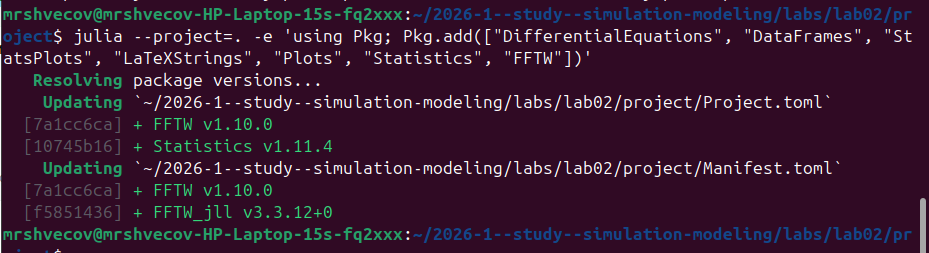 mrshvecov@mrshvecov-HP-Laptop-15s-fq2xxx:~/2026-1--study--simulation-modeling/labs/lab02/pr
oject$ julia --project=. -e 'using Pkg; Pkg.add(["DifferentialEquations", "DataFrames", "St
atsPlots", "LaTeXStrings", "Plots", "Statistics", "FFTW"])'
   Resolving package versions...
    Updating `~/2026-1--study--simulation-modeling/labs/lab02/project/Project.toml`
  [7a1cc6ca] + FFTW v1.10.0
  [10745b16] + Statistics v1.11.4
    Updating `~/2026-1--study--simulation-modeling/labs/lab02/project/Manifest.toml`
  [7a1cc6ca] + FFTW v1.10.0
  [f5851436] + FFTW_jll v3.3.12+0
mrshvecov@mrshvecov-HP-Laptop-15s-fq2xxx:~/2026-1--study--simulation-modeling/labs/lab02/pr